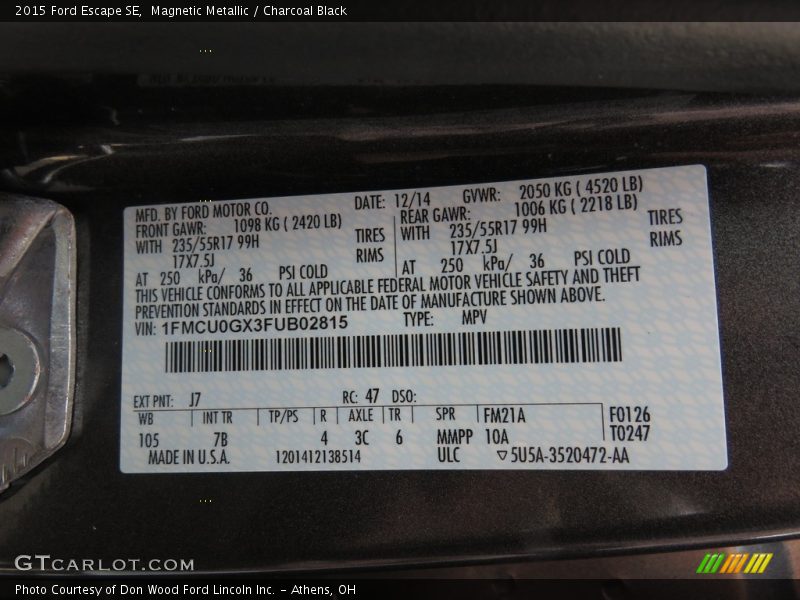 2015 Ford Escape SE, Magnetic Metallic / Charcoal Black
MFD. BY FORD MOTOR CO. DATE: 12/14 GVWR: 2050 KG ( 4520 LB)
FRONT GAWR: 1098 KG ( 2420 LB) REAR GAWR: 1006 KG ( 2218 LB)
WITH 235/55R17 99H TIRES WITH 235/55R17 99H TIRES
17X7.5J RIMS 17X7.5J RIMS
AT 250 kPa/ 36 PSI COLD AT 250 kPa/ 36 PSI COLD
THIS VEHICLE CONFORMS TO ALL APPLICABLE FEDERAL MOTOR VEHICLE SAFETY AND THEFT
PREVENTION STANDARDS IN EFFECT ON THE DATE OF MANUFACTURE SHOWN ABOVE.
VIN: 1FMCU0GX3FUB02815 TYPE: MPV
EXT PNT: J7 RC: 47 DSO:
WB INT TR TP/PS R AXLE TR SPR FM21A F0126
105 7B 4 3C 6 MMPP 10A T0247
MADE IN U.S.A. 1201412138514 ULC ▽5U5A-3520472-AA
GTCARLOT.COM
Photo Courtesy of Don Wood Ford Lincoln Inc. - Athens, OH